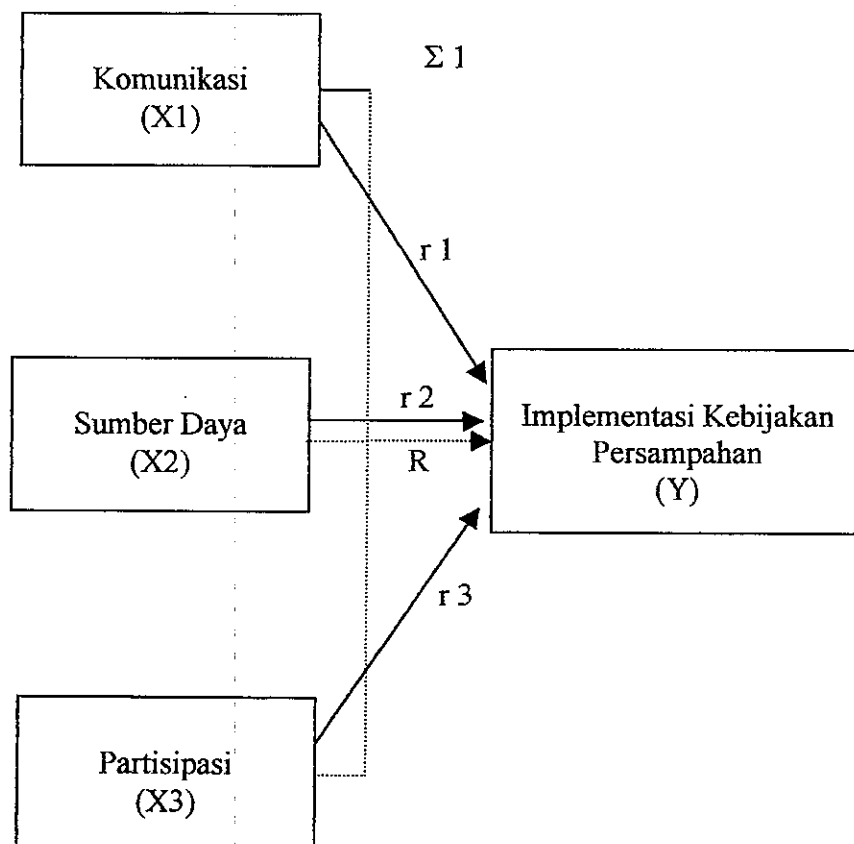 Komunikasi
(X1)
Σ 1
r 1
Sumber Daya
(X2)
r 2
R
Implementasi Kebijakan
Persampahan
(Y)
r 3
Partisipasi
(X3)